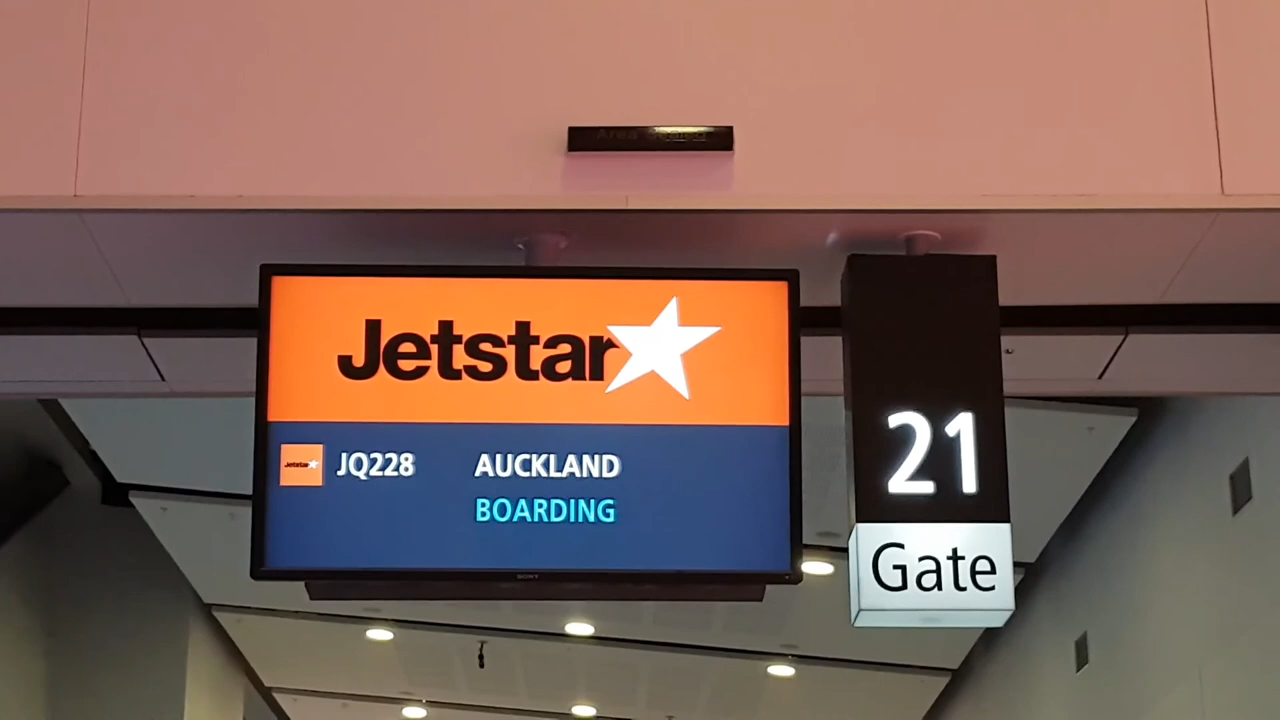 Jetstar
Jetstar
JQ228 AUCKLAND
BOARDING
SONY
21
Gate